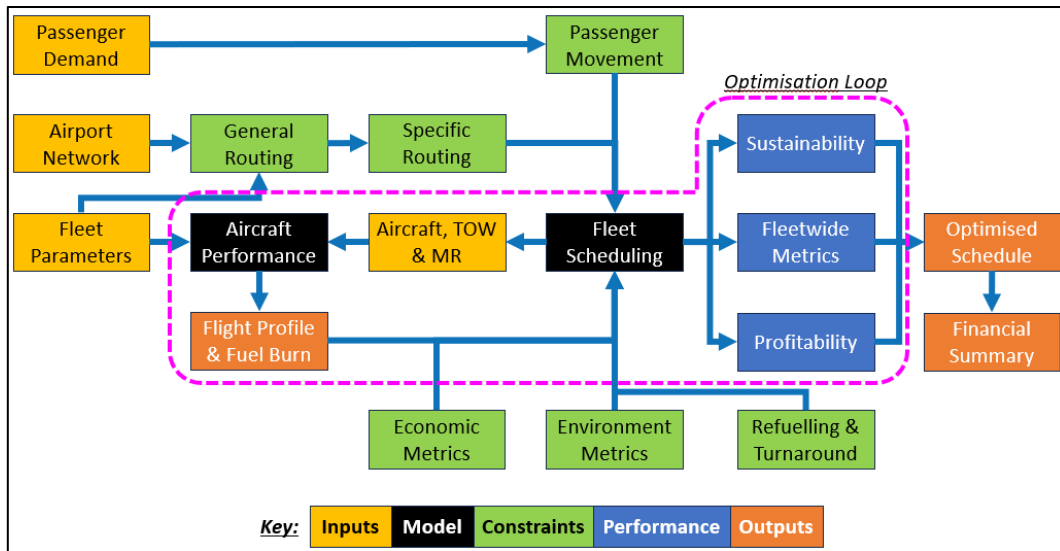 Passenger
Demand
Passenger
Movement
Optimisation Loop
Airport
Network
General
Routing
Specific
Routing
Sustainability
Fleet
Parameters
Aircraft
Performance
Aircraft, TOW
& MR
Fleet
Scheduling
Fleetwide
Metrics
Optimised
Schedule
Flight Profile
& Fuel Burn
Profitability
Financial
Summary
Economic
Metrics
Environment
Metrics
Refuelling &
Turnaround
Key: Inputs Model Constraints Performance Outputs